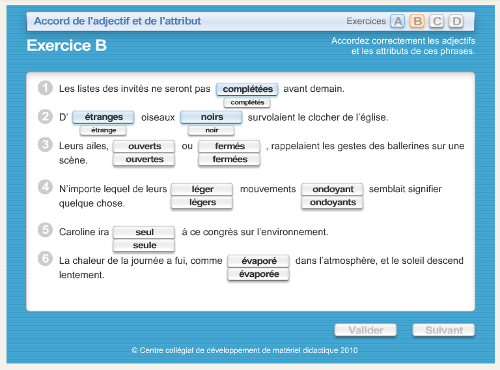 Accord de l'adjectif et de l'attribut Exercices A B C D
Exercice B
Accordez correctement les adjectifs
et les attributs de ces phrases.
1 Les listes des invités ne seront pas complétées avant demain.
complétés
2 D' étranges oiseaux noirs survolaient le clocher de l'église.
étrange noir
3 Leurs ailes, ouverts ou fermés , rappelaient les gestes des ballerines sur une
scène. ouvertes fermées
4 N'importe lequel de leurs léger mouvements ondoyant semblait signifier
quelque chose. légers ondoyants
5 Caroline ira seul à ce congrès sur l'environnement.
seule
6 La chaleur de la journée a fui, comme évaporé dans l'atmosphère, et le soleil descend
lentement. évaporée
Valider Suivant
© Centre collégial de développement de matériel didactique 2010